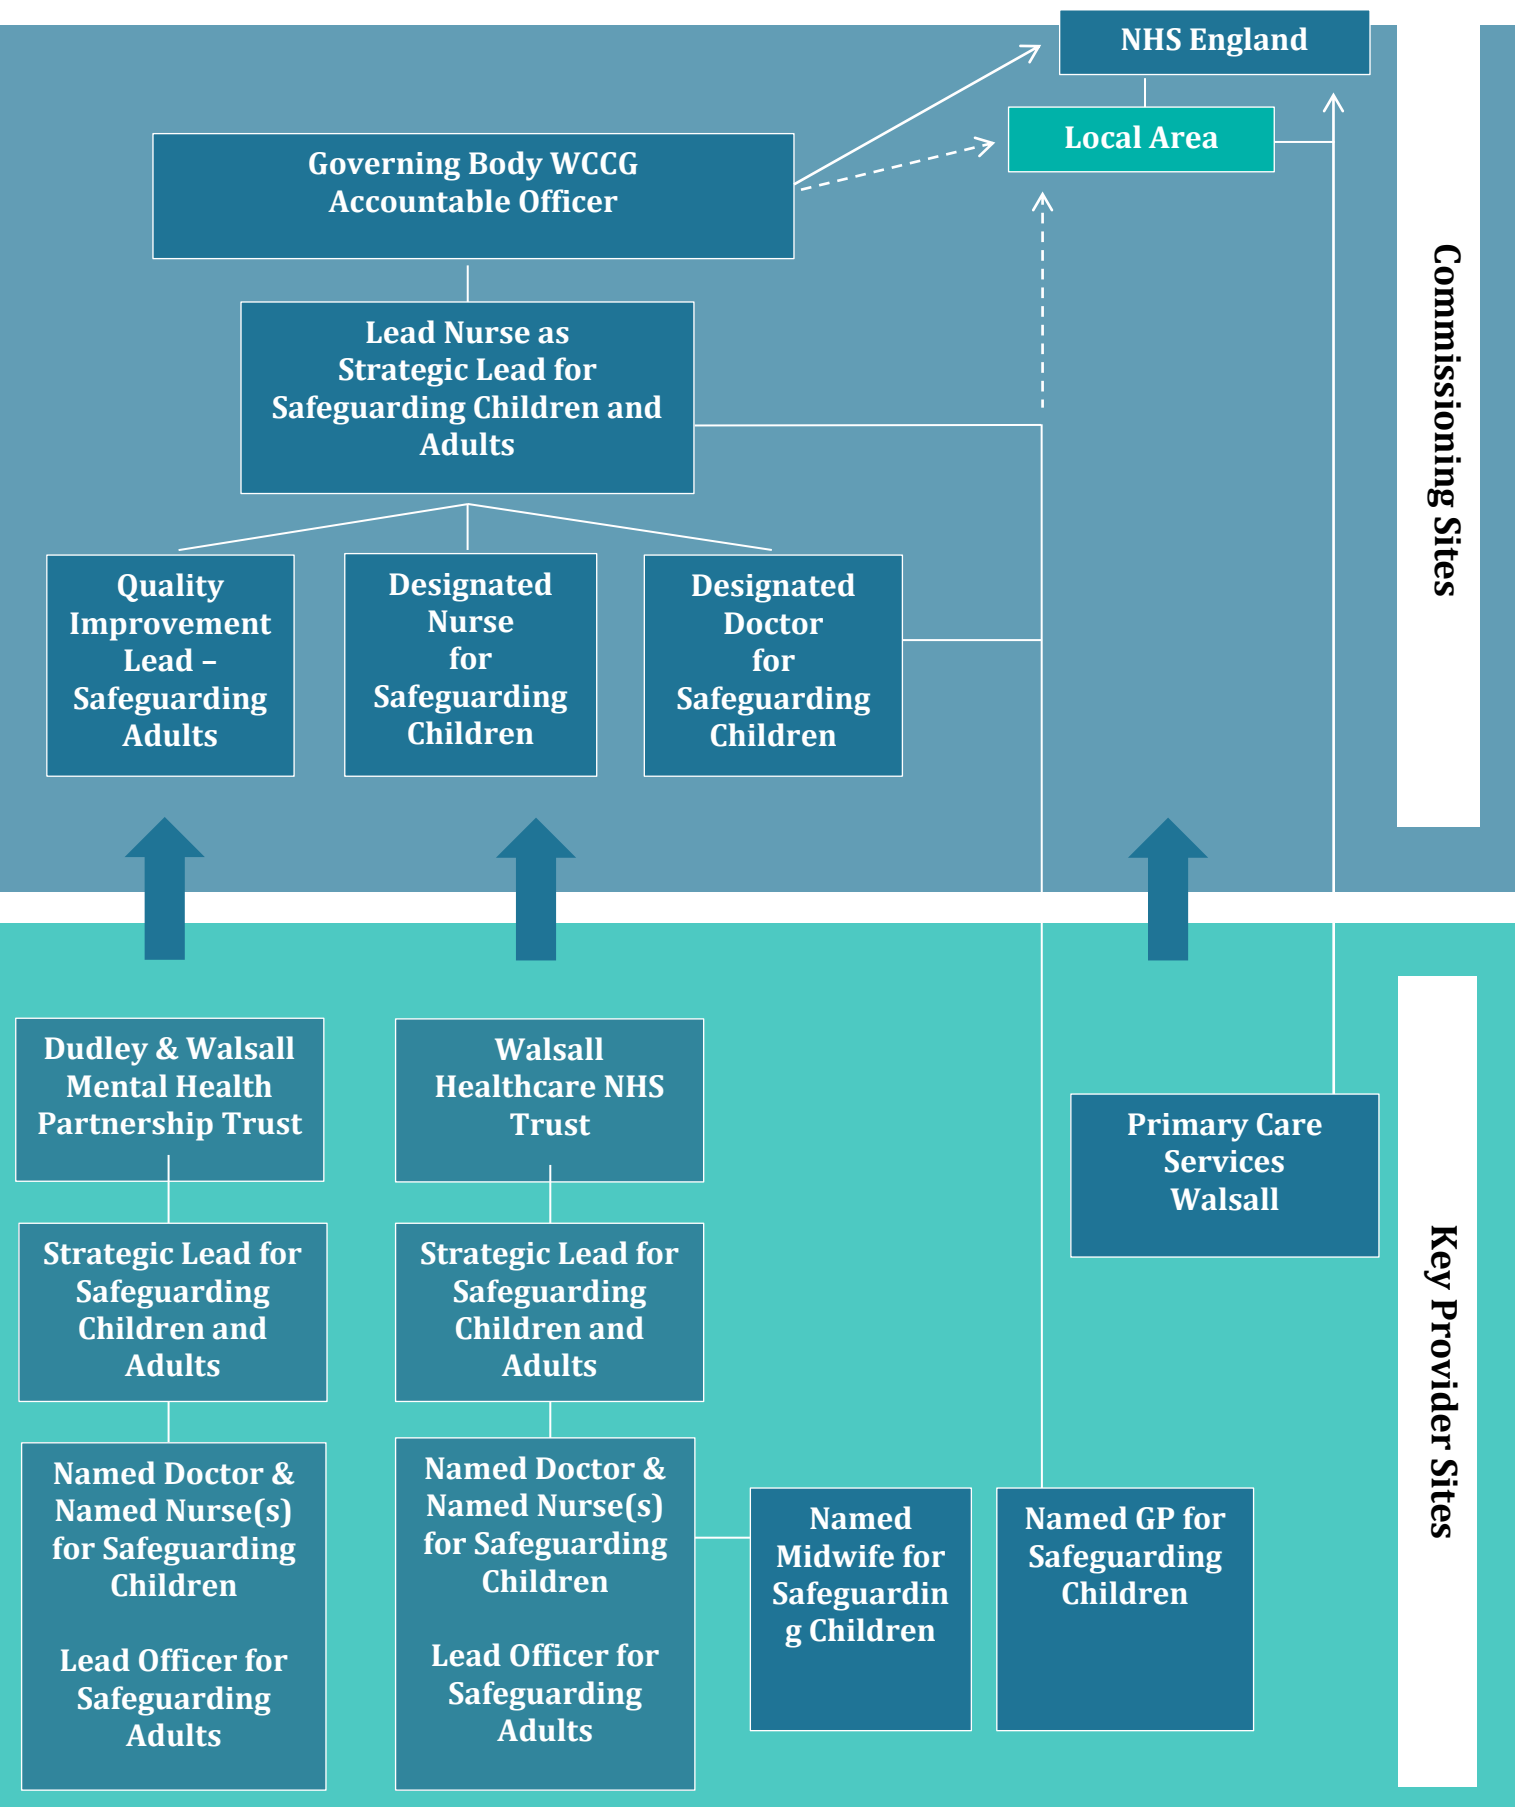 NHS England
Local Area
Governing Body WCCG
Accountable Officer
Lead Nurse as
Strategic Lead for
Safeguarding Children and
Adults
Quality
Improvement
Lead –
Safeguarding
Adults
Designated
Nurse
for
Safeguarding
Children
Designated
Doctor
for
Safeguarding
Children
Commissioning Sites
Dudley & Walsall
Mental Health
Partnership Trust
Walsall
Healthcare NHS
Trust
Primary Care
Services
Walsall
Strategic Lead for
Safeguarding
Children and
Adults
Strategic Lead for
Safeguarding
Children and
Adults
Named Doctor &
Named Nurse(s)
for Safeguarding
Children
Lead Officer for
Safeguarding
Adults
Named Doctor &
Named Nurse(s)
for Safeguarding
Children
Lead Officer for
Safeguarding
Adults
Named
Midwife for
Safeguardin
g Children
Named GP for
Safeguarding
Children
Key Provider Sites